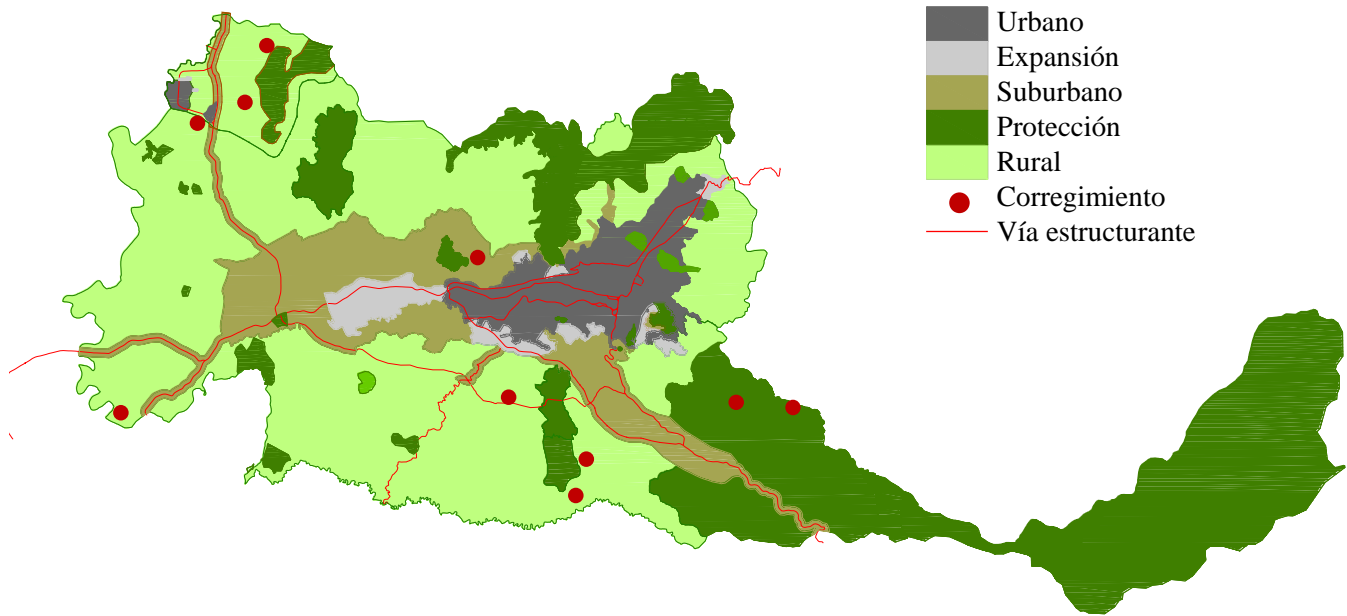 Urbano
Expansión
Suburbano
Protección
Rural
Corregimiento
Vía estructurante